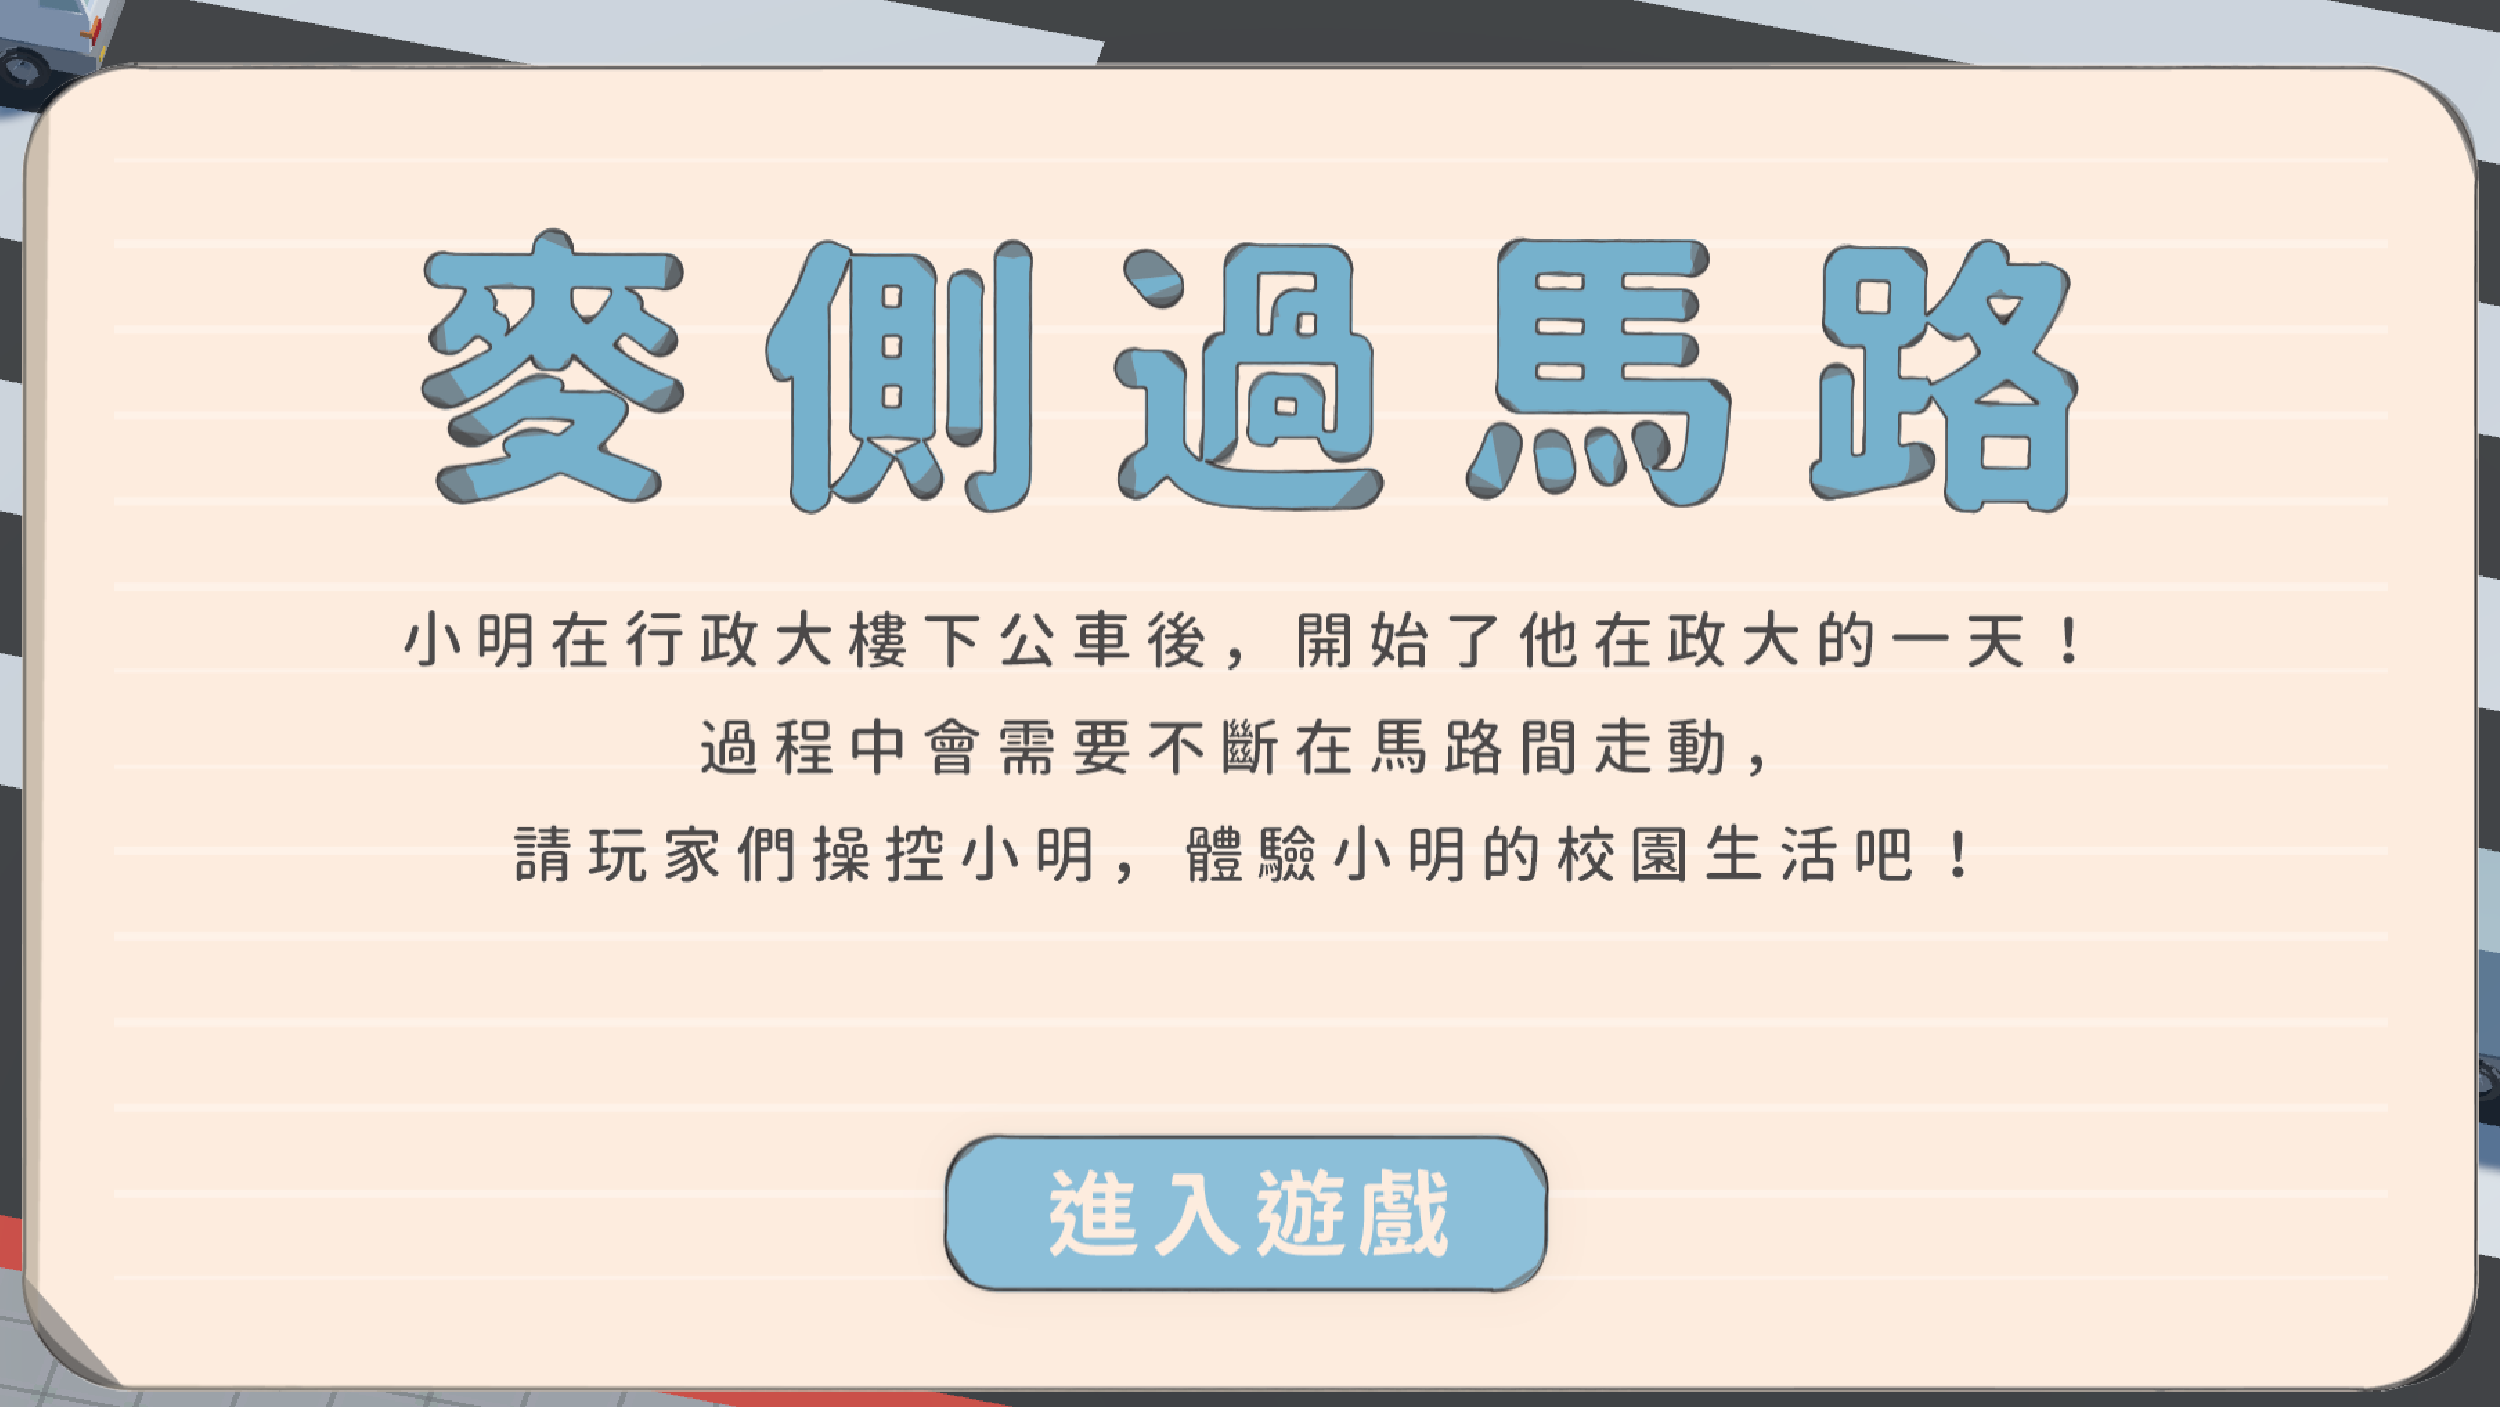 麥側過馬路
小明在行政大樓下公車後，開始了他在政大的一天！
過程中會需要不斷在馬路間走動，
請玩家們操控小明，體驗小明的校園生活吧！
進入遊戲